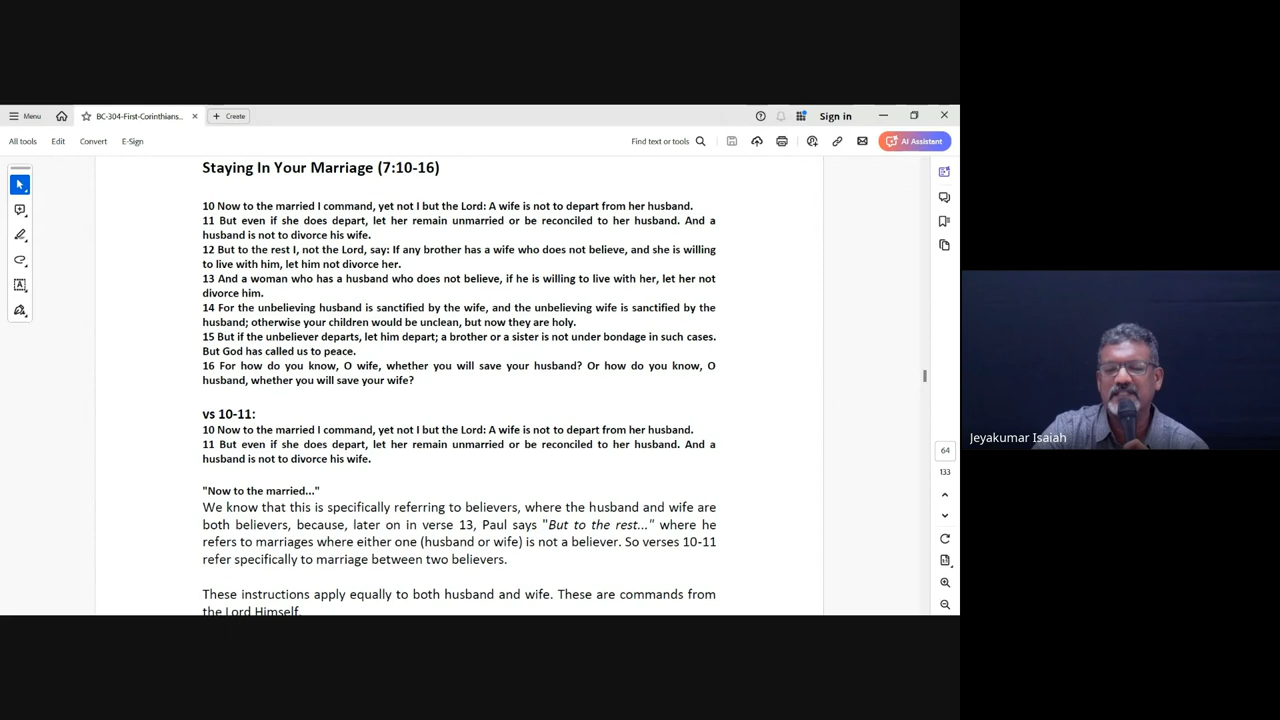 Menu
BC-304-First-Corinthians...
Create
Sign in
All tools
Edit
Convert
E-Sign
Find text or tools
AI Assistant
Staying In Your Marriage (7:10-16)
10 Now to the married I command, yet not I but the Lord: A wife is not to depart from her husband.
11 But even if she does depart, let her remain unmarried or be reconciled to her husband. And a
husband is not to divorce his wife.
12 But to the rest I, not the Lord, say: If any brother has a wife who does not believe, and she is willing
to live with him, let him not divorce her.
13 And a woman who has a husband who does not believe, if he is willing to live with her, let her not
divorce him.
14 For the unbelieving husband is sanctified by the wife, and the unbelieving wife is sanctified by the
husband; otherwise your children would be unclean, but now they are holy.
15 But if the unbeliever departs, let him depart; a brother or a sister is not under bondage in such cases.
But God has called us to peace.
16 For how do you know, O wife, whether you will save your husband? Or how do you know, O
husband, whether you will save your wife?
vs 10-11:
10 Now to the married I command, yet not I but the Lord: A wife is not to depart from her husband.
11 But even if she does depart, let her remain unmarried or be reconciled to her husband. And a
husband is not to divorce his wife.
"Now to the married..."
We know that this is specifically referring to believers, where the husband and wife are
both believers, because, later on in verse 13, Paul says "But to the rest..." where he
refers to marriages where either one (husband or wife) is not a believer. So verses 10-11
refer specifically to marriage between two believers.
These instructions apply equally to both husband and wife. These are commands from
the Lord Himself.
64
133
Jeyakumar Isaiah